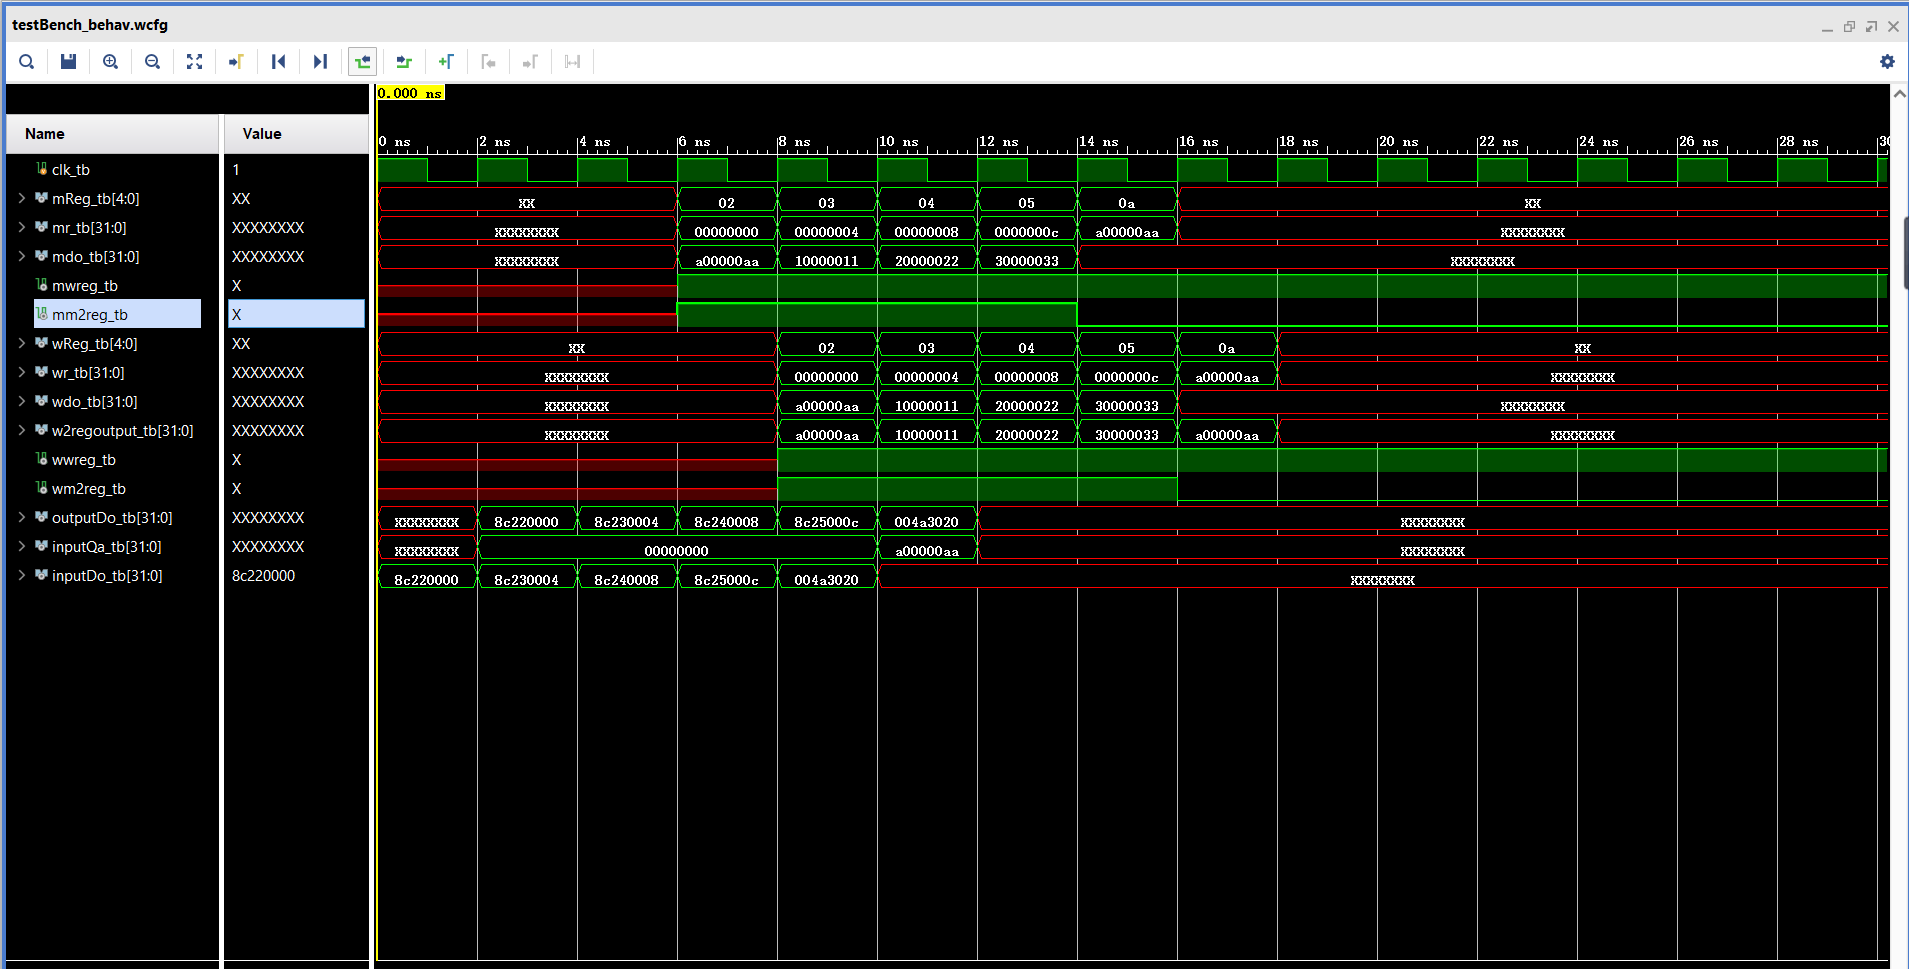 testBench_behav.wcfg
0.000 ns
Name Value
0 ns 2 ns 4 ns 6 ns 8 ns 10 ns 12 ns 14 ns 16 ns 18 ns 20 ns 22 ns 24 ns 26 ns 28 ns 30
clk_tb 1
mReg_tb[4:0] XX XX 02 03 04 05 0a XX
mr_tb[31:0] XXXXXXXX XXXXXXXX 00000000 00000004 00000008 0000000c a00000aa XXXXXXXX
mdo_tb[31:0] XXXXXXXX XXXXXXXX a00000aa 10000011 20000022 30000033 XXXXXXXX
mwreg_tb X
mm2reg_tb X
wReg_tb[4:0] XX XX 02 03 04 05 0a XX
wr_tb[31:0] XXXXXXXX XXXXXXXX 00000000 00000004 00000008 0000000c a00000aa XXXXXXXX
wdo_tb[31:0] XXXXXXXX XXXXXXXX a00000aa 10000011 20000022 30000033 XXXXXXXX
w2regoutput_tb[31:0] XXXXXXXX XXXXXXXX a00000aa 10000011 20000022 30000033 a00000aa XXXXXXXX
wwreg_tb X
wm2reg_tb X
outputDo_tb[31:0] XXXXXXXX XXXXXXXX 8c220000 8c230004 8c240008 8c25000c 004a3020 XXXXXXXX
inputQa_tb[31:0] XXXXXXXX XXXXXXXX 00000000 a00000aa XXXXXXXX
inputDo_tb[31:0] 8c220000 8c220000 8c230004 8c240008 8c25000c 004a3020 XXXXXXXX